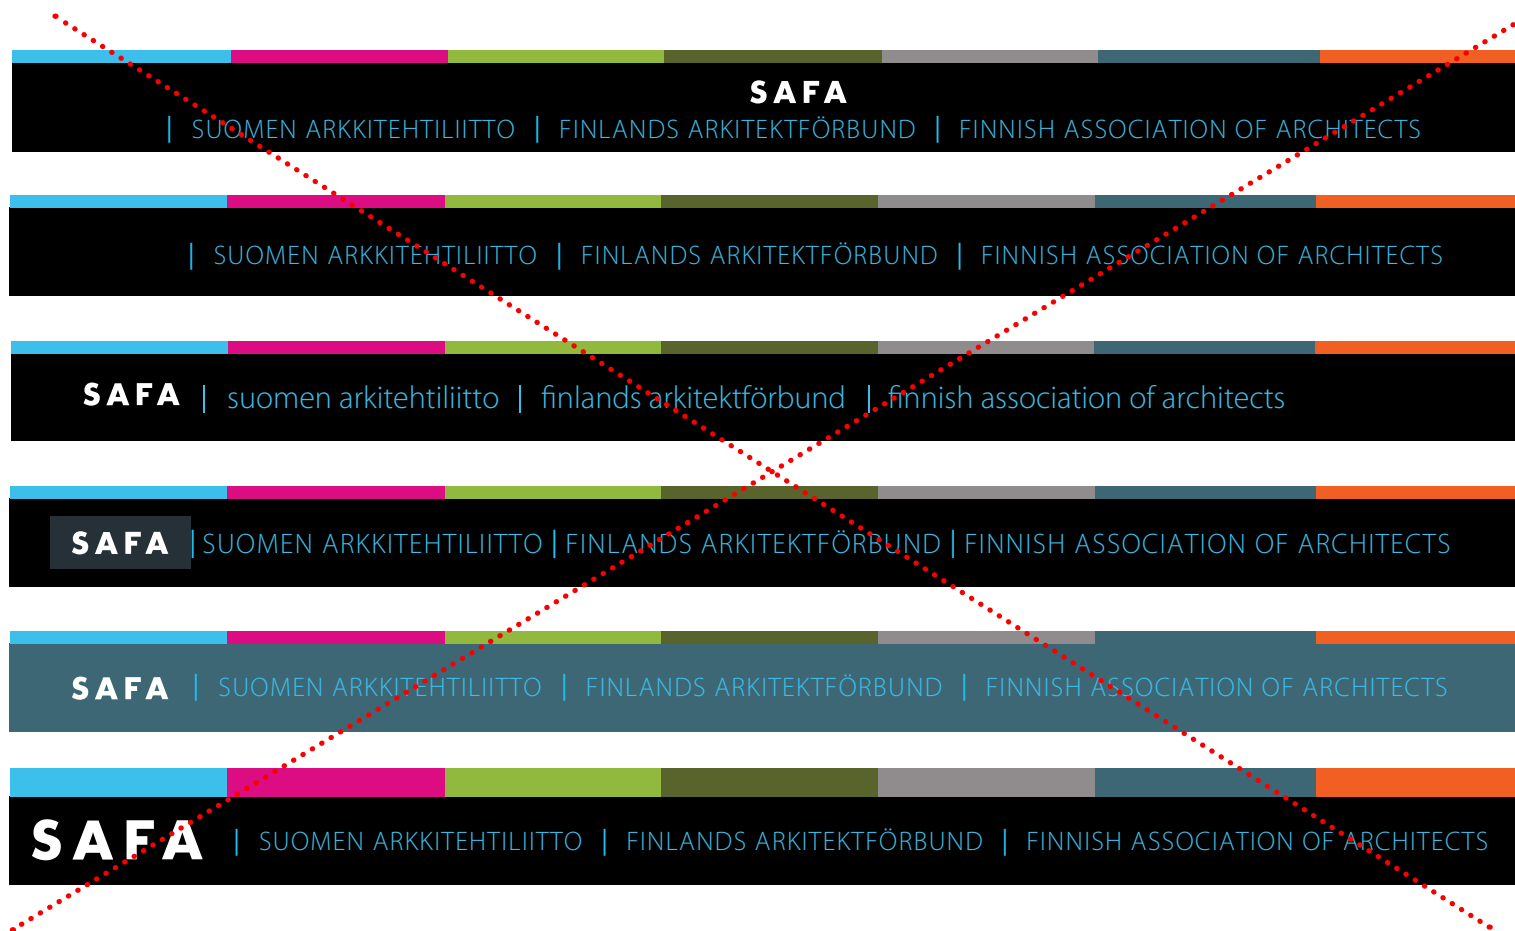 SAFA
| SUOMEN ARKKITEHTILIITTO | FINLANDS ARKITEKTFÖRBUND | FINNISH ASSOCIATION OF ARCHITECTS
| SUOMEN ARKKITEHTILIITTO | FINLANDS ARKITEKTFÖRBUND | FINNISH ASSOCIATION OF ARCHITECTS
SAFA | suomen arkitehtiliitto | finlands arkitektförbund | finnish association of architects
SAFA | SUOMEN ARKKITEHTILIITTO | FINLANDS ARKITEKTFÖRBUND | FINNISH ASSOCIATION OF ARCHITECTS
SAFA | SUOMEN ARKKITEHTILIITTO | FINLANDS ARKITEKTFÖRBUND | FINNISH ASSOCIATION OF ARCHITECTS
SAFA | SUOMEN ARKKITEHTILIITTO | FINLANDS ARKITEKTFÖRBUND | FINNISH ASSOCIATION OF ARCHITECTS